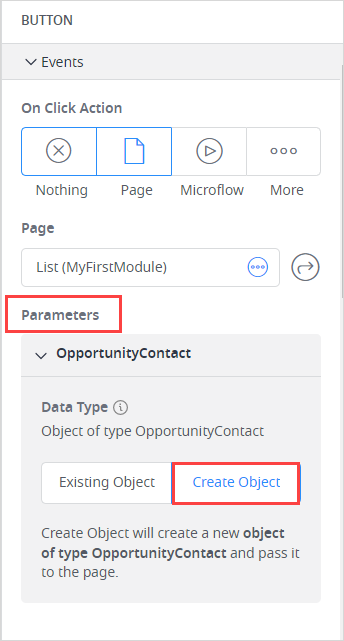 BUTTON
Events
On Click Action
Nothing Page Microflow More
Page
List (MyFirstModule)
Parameters
OpportunityContact
Data Type
Object of type OpportunityContact
Existing Object Create Object
Create Object will create a new object
of type OpportunityContact and pass it
to the page.